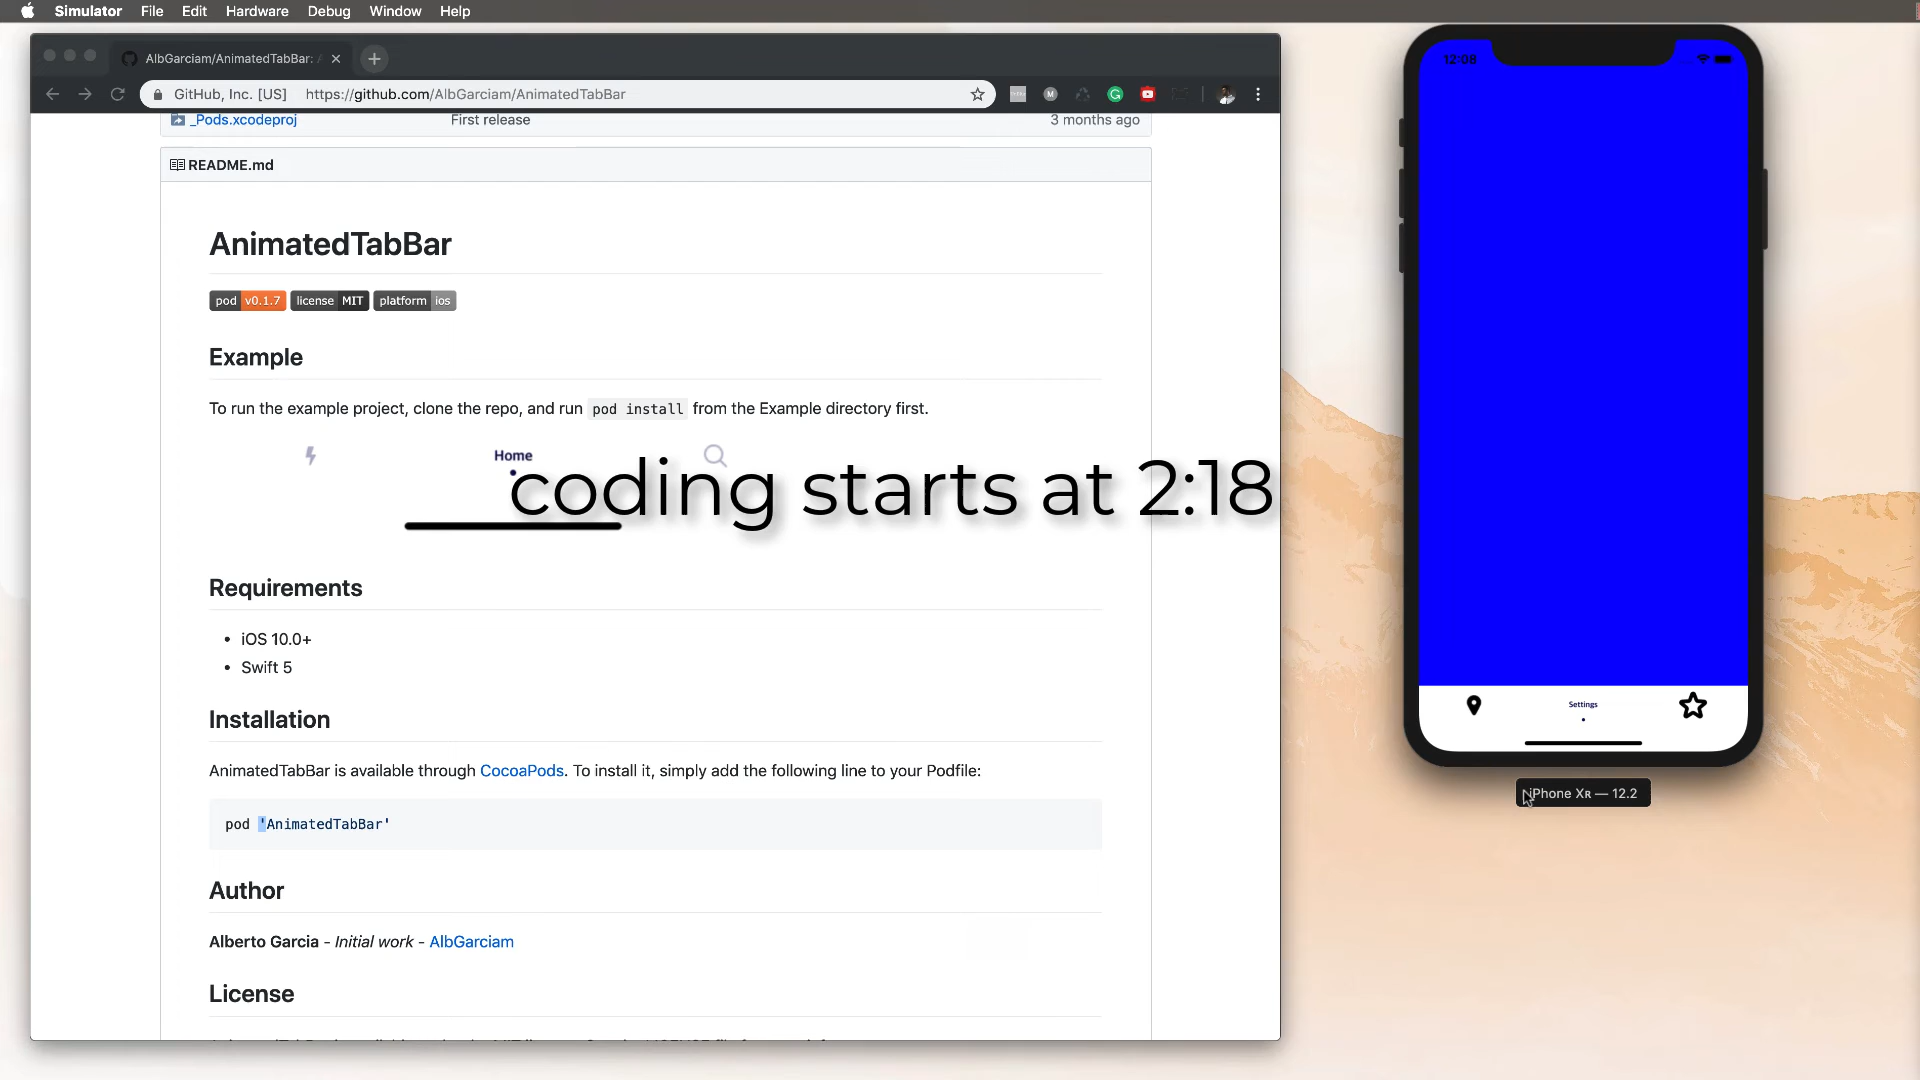 Simulator File Edit Hardware Debug Window Help
AlbGarciam/AnimatedTabBar:
GitHub, Inc. [US] https://github.com/AlbGarciam/AnimatedTabBar
_Pods.xcodeproj First release 3 months ago
README.md
AnimatedTabBar
pod v0.1.7 license MIT platform ios
Example
To run the example project, clone the repo, and run pod install from the Example directory first.
Home
coding starts at 2:18
Requirements
• iOS 10.0+
• Swift 5
Installation
AnimatedTabBar is available through CocoaPods. To install it, simply add the following line to your Podfile:
pod 'AnimatedTabBar'
Author
Alberto Garcia - Initial work - AlbGarciam
License
12:08
Settings
iPhone XR — 12.2